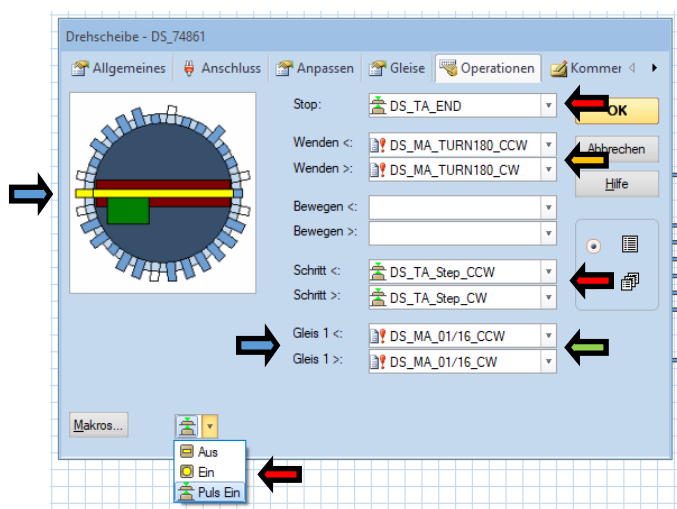 Drehscheibe - DS_74861
Allgemeines Anschluss Anpassen Gleise Operationen Kommer
Stop: DS_TA_END
OK
Wenden <: DS_MA_TURN180_CCW
Abbrechen
Wenden >: DS_MA_TURN180_CW
Hilfe
Bewegen <:
Bewegen >:
Schritt <: DS_TA_Step_CCW
Schritt >: DS_TA_Step_CW
Gleis 1 <: DS_MA_01/16_CCW
Gleis 1 >: DS_MA_01/16_CW
Makros...
Aus
Ein
Puls Ein